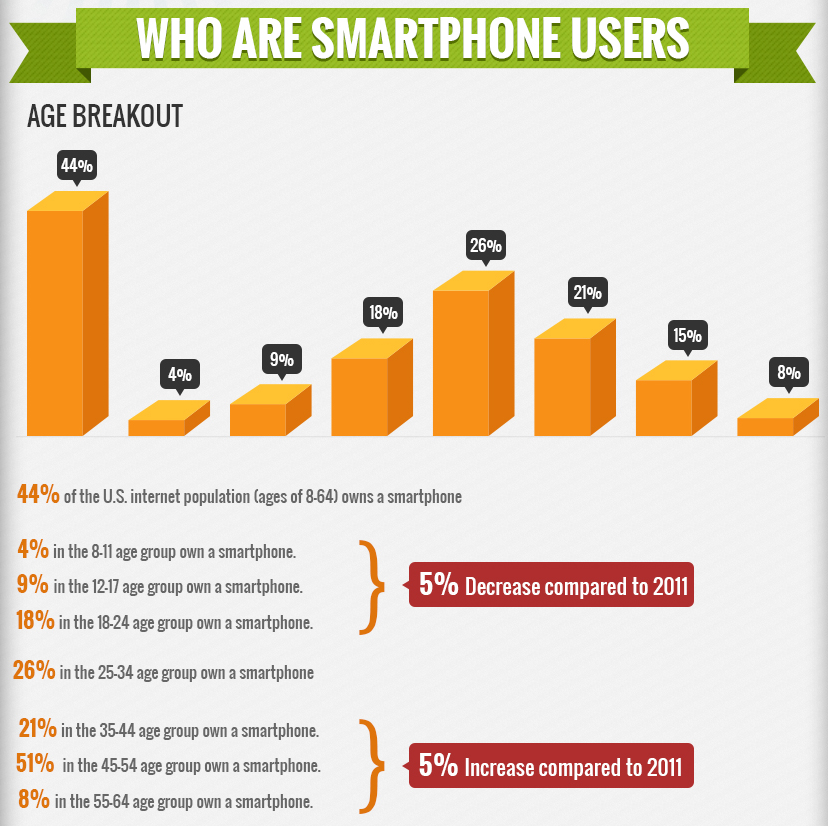 WHO ARE SMARTPHONE USERS
AGE BREAKOUT
44%
4%
9%
18%
26%
21%
15%
8%
44% of the U.S. internet population (ages of 8-64) owns a smartphone
4% in the 8-11 age group own a smartphone.
9% in the 12-17 age group own a smartphone.
18% in the 18-24 age group own a smartphone.
5% Decrease compared to 2011
26% in the 25-34 age group own a smartphone
21% in the 35-44 age group own a smartphone.
51% in the 45-54 age group own a smartphone.
8% in the 55-64 age group own a smartphone.
5% Increase compared to 2011